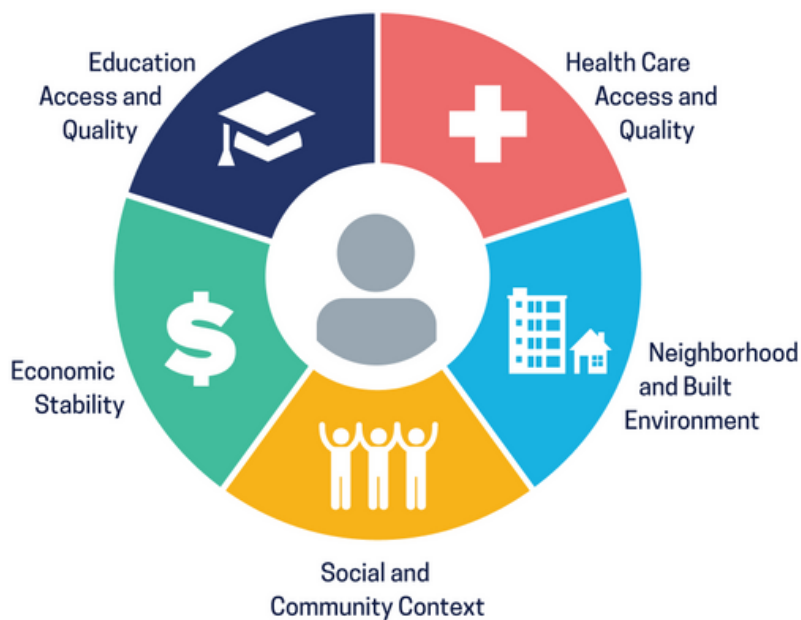 Education
Access and
Quality
Health Care
Access and
Quality
Economic
Stability
Neighborhood
and Built
Environment
Social and
Community Context